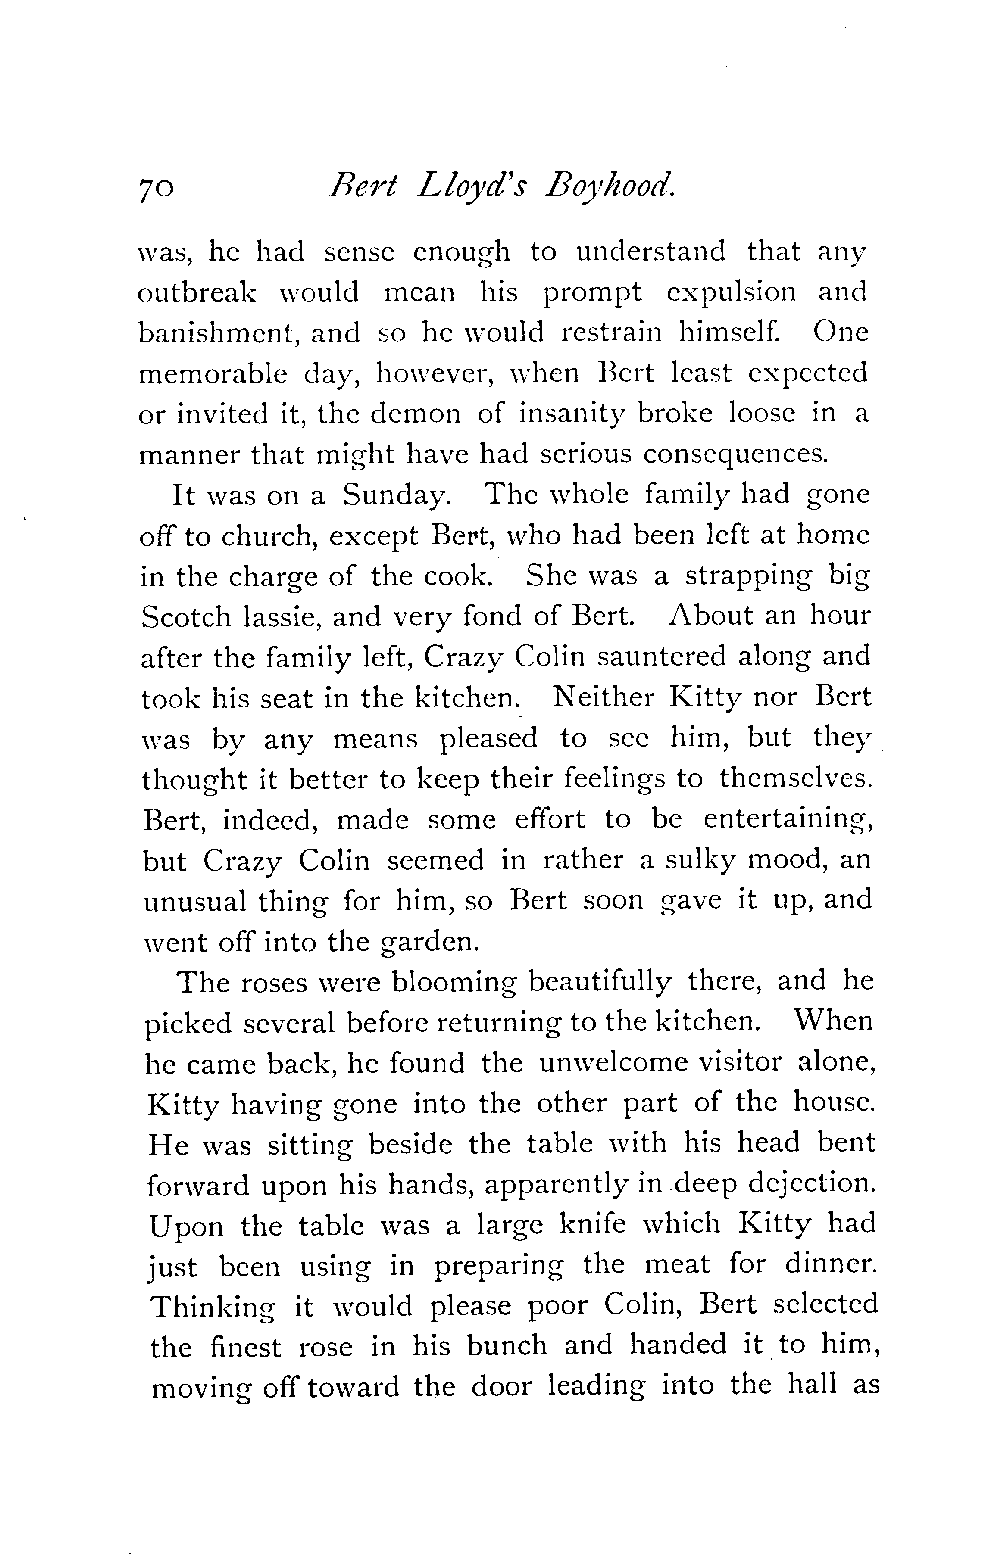 70 Bert Lloyd's Boyhood.
was, he had sense enough to understand that any
outbreak would mean his prompt expulsion and
banishment, and so he would restrain himself. One
memorable day, however, when Bert least expected
or invited it, the demon of insanity broke loose in a
manner that might have had serious consequences.
It was on a Sunday. The whole family had gone
off to church, except Bert, who had been left at home
in the charge of the cook. She was a strapping big
Scotch lassie, and very fond of Bert. About an hour
after the family left, Crazy Colin sauntered along and
took his seat in the kitchen. Neither Kitty nor Bert
was by any means pleased to see him, but they
thought it better to keep their feelings to themselves.
Bert, indeed, made some effort to be entertaining,
but Crazy Colin seemed in rather a sulky mood, an
unusual thing for him, so Bert soon gave it up, and
went off into the garden.
The roses were blooming beautifully there, and he
picked several before returning to the kitchen. When
he came back, he found the unwelcome visitor alone,
Kitty having gone into the other part of the house.
He was sitting beside the table with his head bent
forward upon his hands, apparently in deep dejection.
Upon the table was a large knife which Kitty had
just been using in preparing the meat for dinner.
Thinking it would please poor Colin, Bert selected
the finest rose in his bunch and handed it to him,
moving off toward the door leading into the hall as